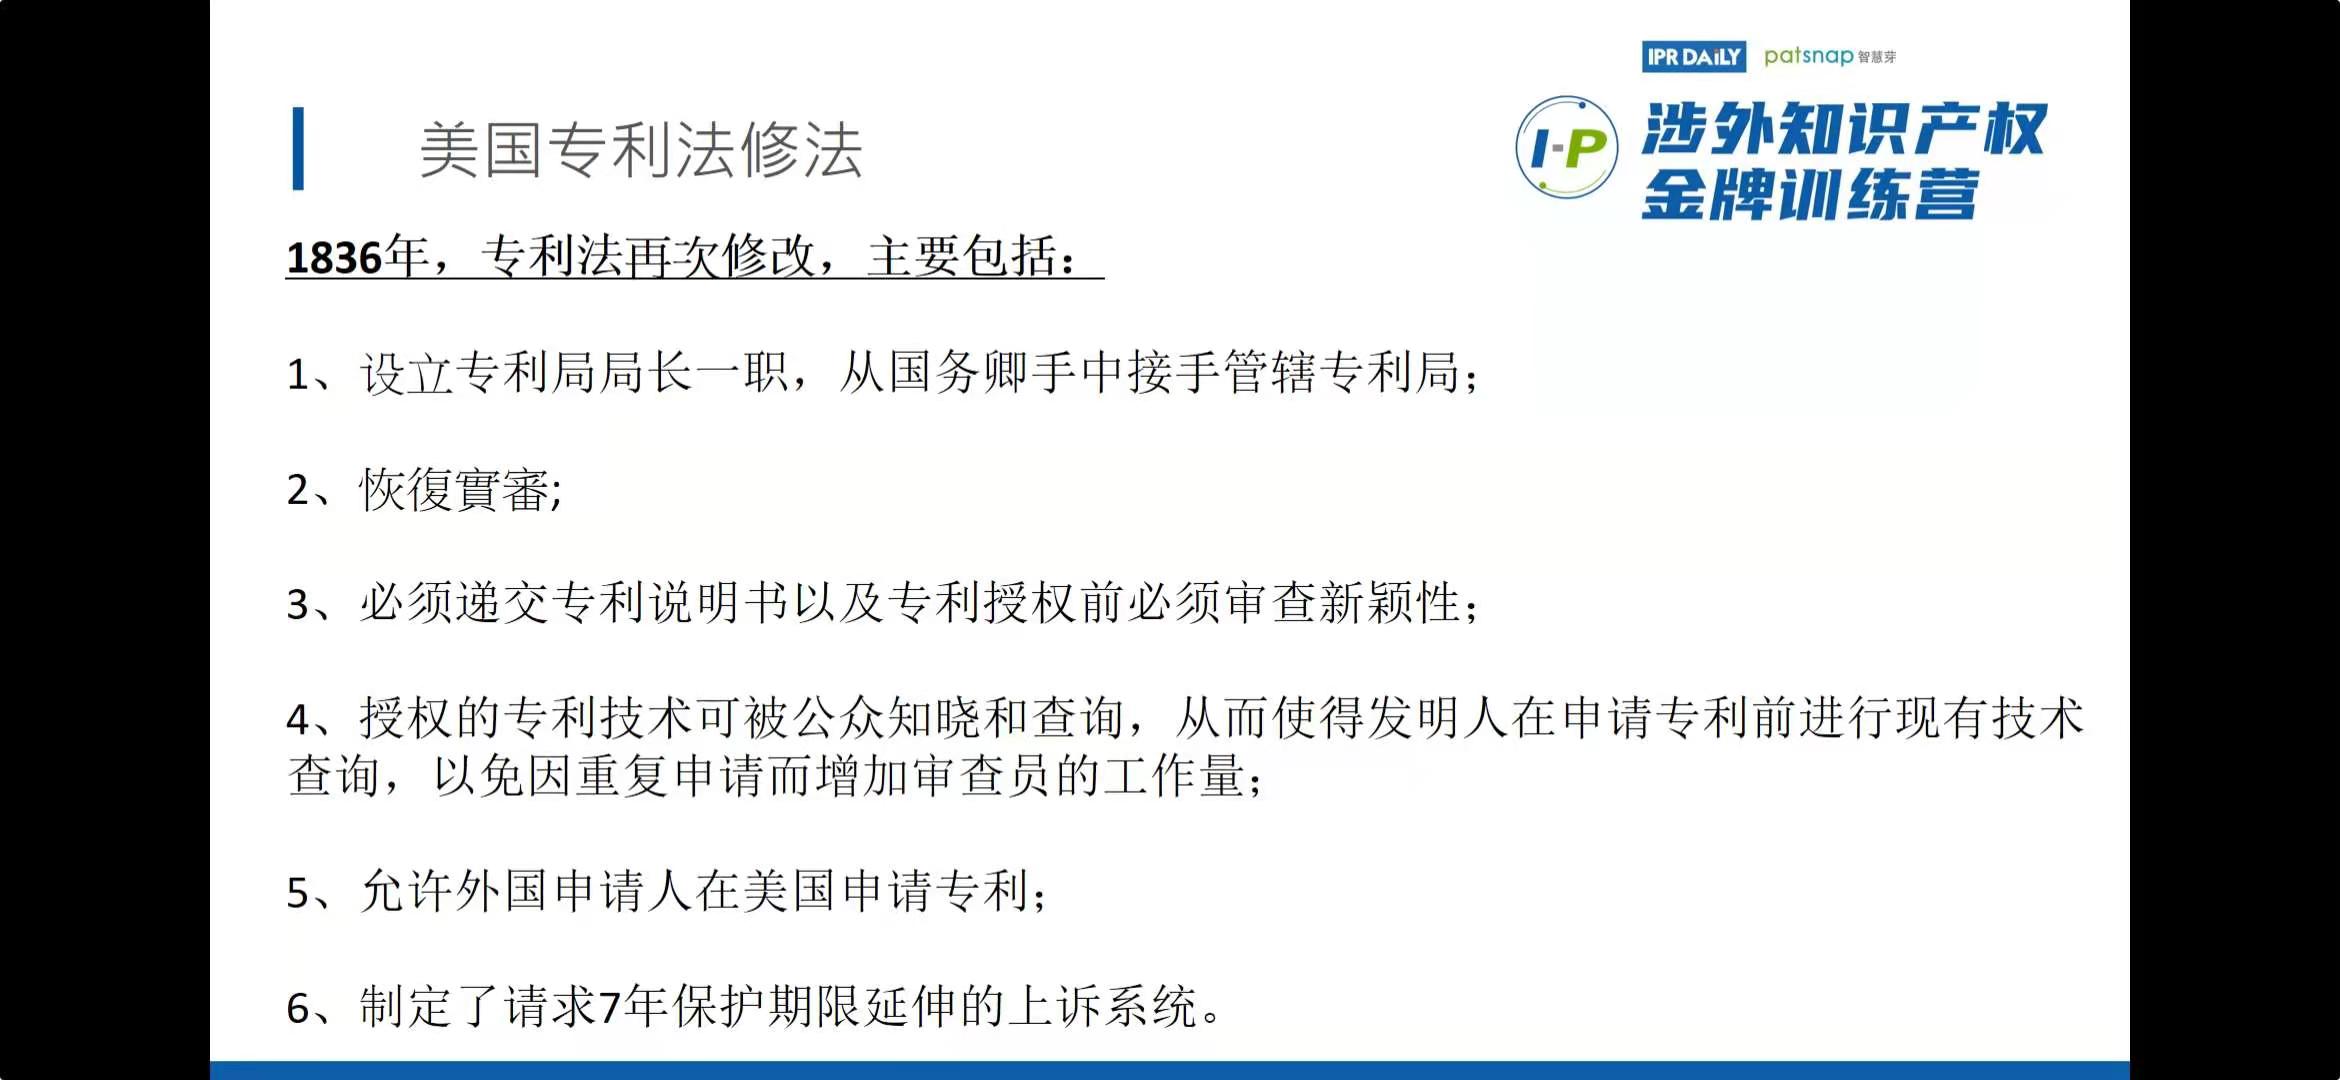 IPR DAILY patsnap 智慧芽
I-P 涉外知识产权
金牌训练营
美国专利法修法
1836年，专利法再次修改，主要包括：
1、设立专利局局长一职，从国务卿手中接手管辖专利局；
2、恢復實審;
3、必须递交专利说明书以及专利授权前必须审查新颖性；
4、授权的专利技术可被公众知晓和查询，从而使得发明人在申请专利前进行现有技术
查询，以免因重复申请而增加审查员的工作量；
5、允许外国申请人在美国申请专利；
6、制定了请求7年保护期限延伸的上诉系统。